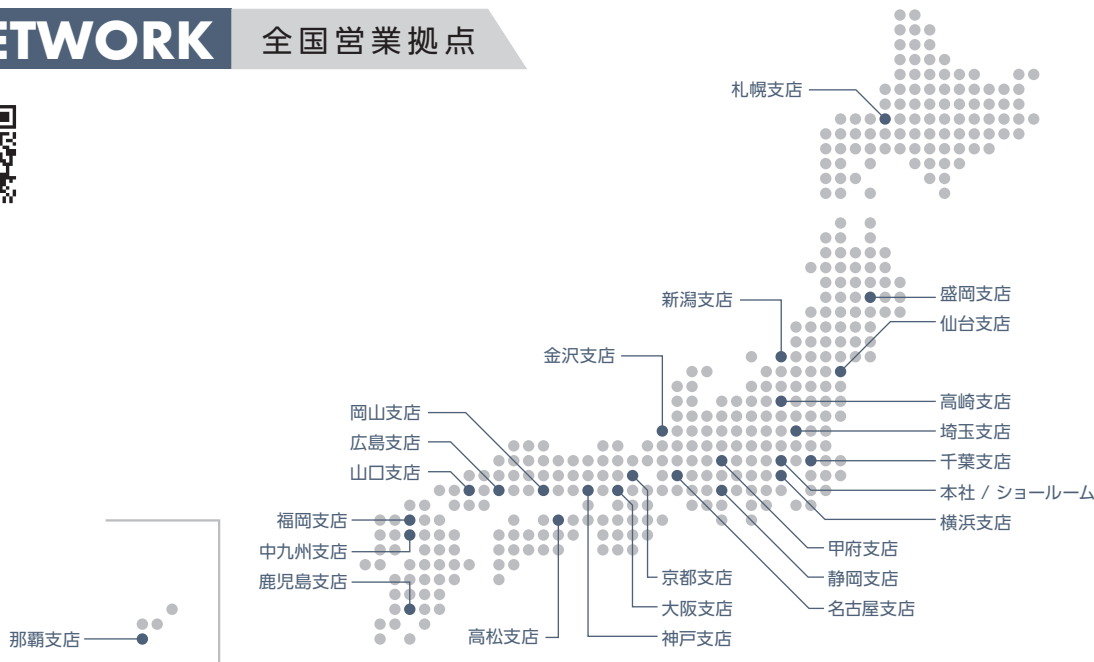 ETWORK 全国営業拠点
札幌支店
新潟支店
盛岡支店
仙台支店
金沢支店
高崎支店
岡山支店
埼玉支店
広島支店
千葉支店
山口支店
本社 / ショールーム
福岡支店
横浜支店
中九州支店
甲府支店
鹿児島支店
京都支店
静岡支店
大阪支店
名古屋支店
那覇支店
高松支店
神戸支店